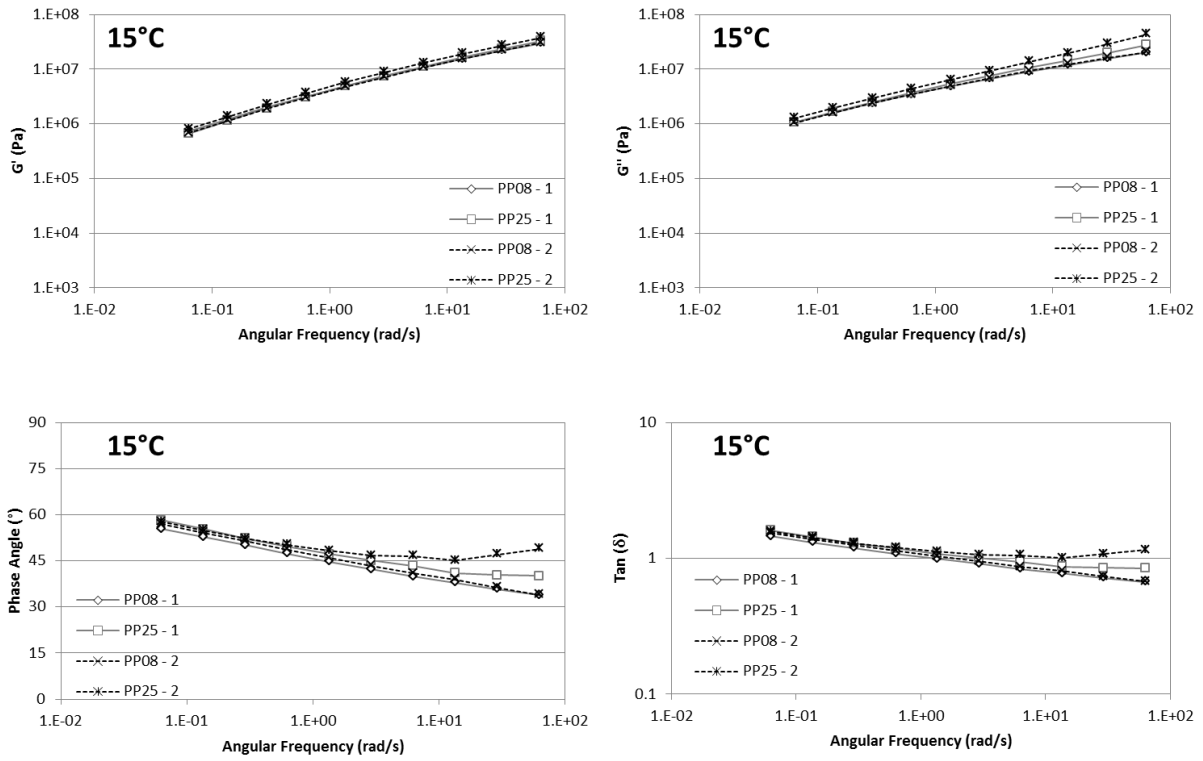 15°C
1.E+08
1.E+07
1.E+06
1.E+05
1.E+04
1.E+03
G' (Pa)
PP08 - 1
PP25 - 1
PP08 - 2
PP25 - 2
1.E-02 1.E-01 1.E+00 1.E+01 1.E+02
Angular Frequency (rad/s)
15°C
1.E+08
1.E+07
1.E+06
1.E+05
1.E+04
1.E+03
G'' (Pa)
PP08 - 1
PP25 - 1
PP08 - 2
PP25 - 2
1.E-02 1.E-01 1.E+00 1.E+01 1.E+02
Angular Frequency (rad/s)
15°C
90
75
60
45
30
15
0
Phase Angle (°)
PP08 - 1
PP25 - 1
PP08 - 2
PP25 - 2
1.E-02 1.E-01 1.E+00 1.E+01 1.E+02
Angular Frequency (rad/s)
15°C
10
1
0.1
Tan (δ)
PP08 - 1
PP25 - 1
PP08 - 2
PP25 - 2
1.E-02 1.E-01 1.E+00 1.E+01 1.E+02
Angular Frequency (rad/s)